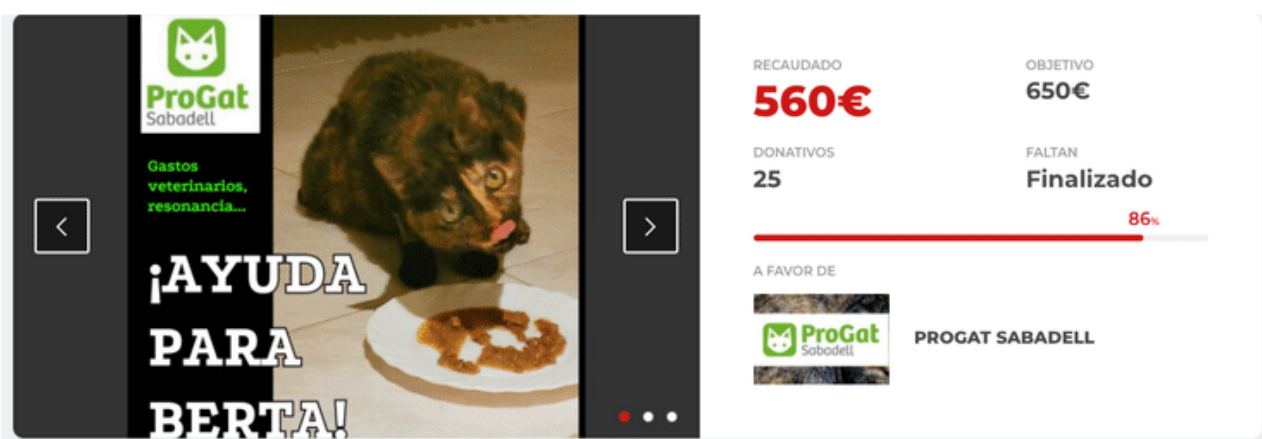 ProGat
Sabadell
Gastos
veterinarios,
resonancia...
¡AYUDA
PARA
BERTA!
RECAUDADO
560€
OBJETIVO
650€
DONATIVOS
25
FALTAN
Finalizado
86%
A FAVOR DE
ProGat
Sabadell
PROGAT SABADELL